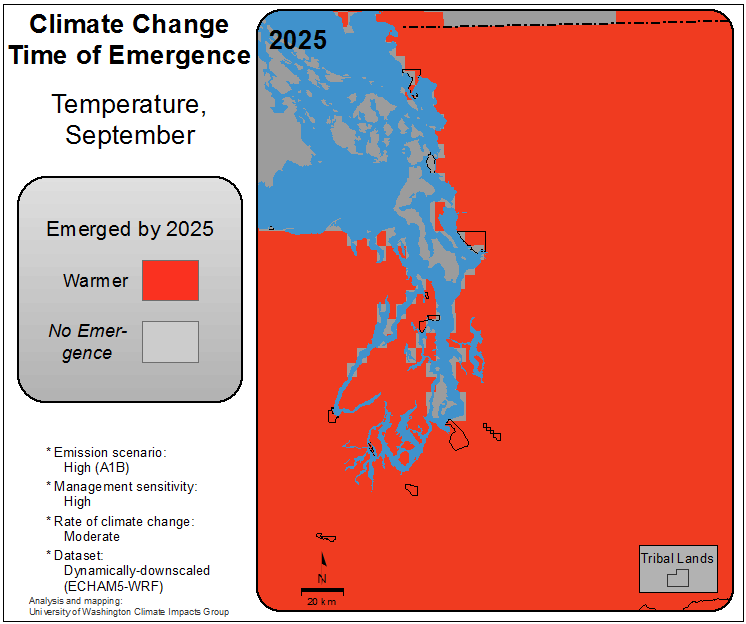 Climate Change
Time of Emergence
Temperature,
September
Emerged by 2025
Warmer
No Emer-
gence
* Emission scenario:
High (A1B)
* Management sensitivity:
High
* Rate of climate change:
Moderate
* Dataset:
Dynamically-downscaled
(ECHAM5-WRF)
Analysis and mapping:
University of Washington Climate Impacts Group
2025
N
20 km
Tribal Lands